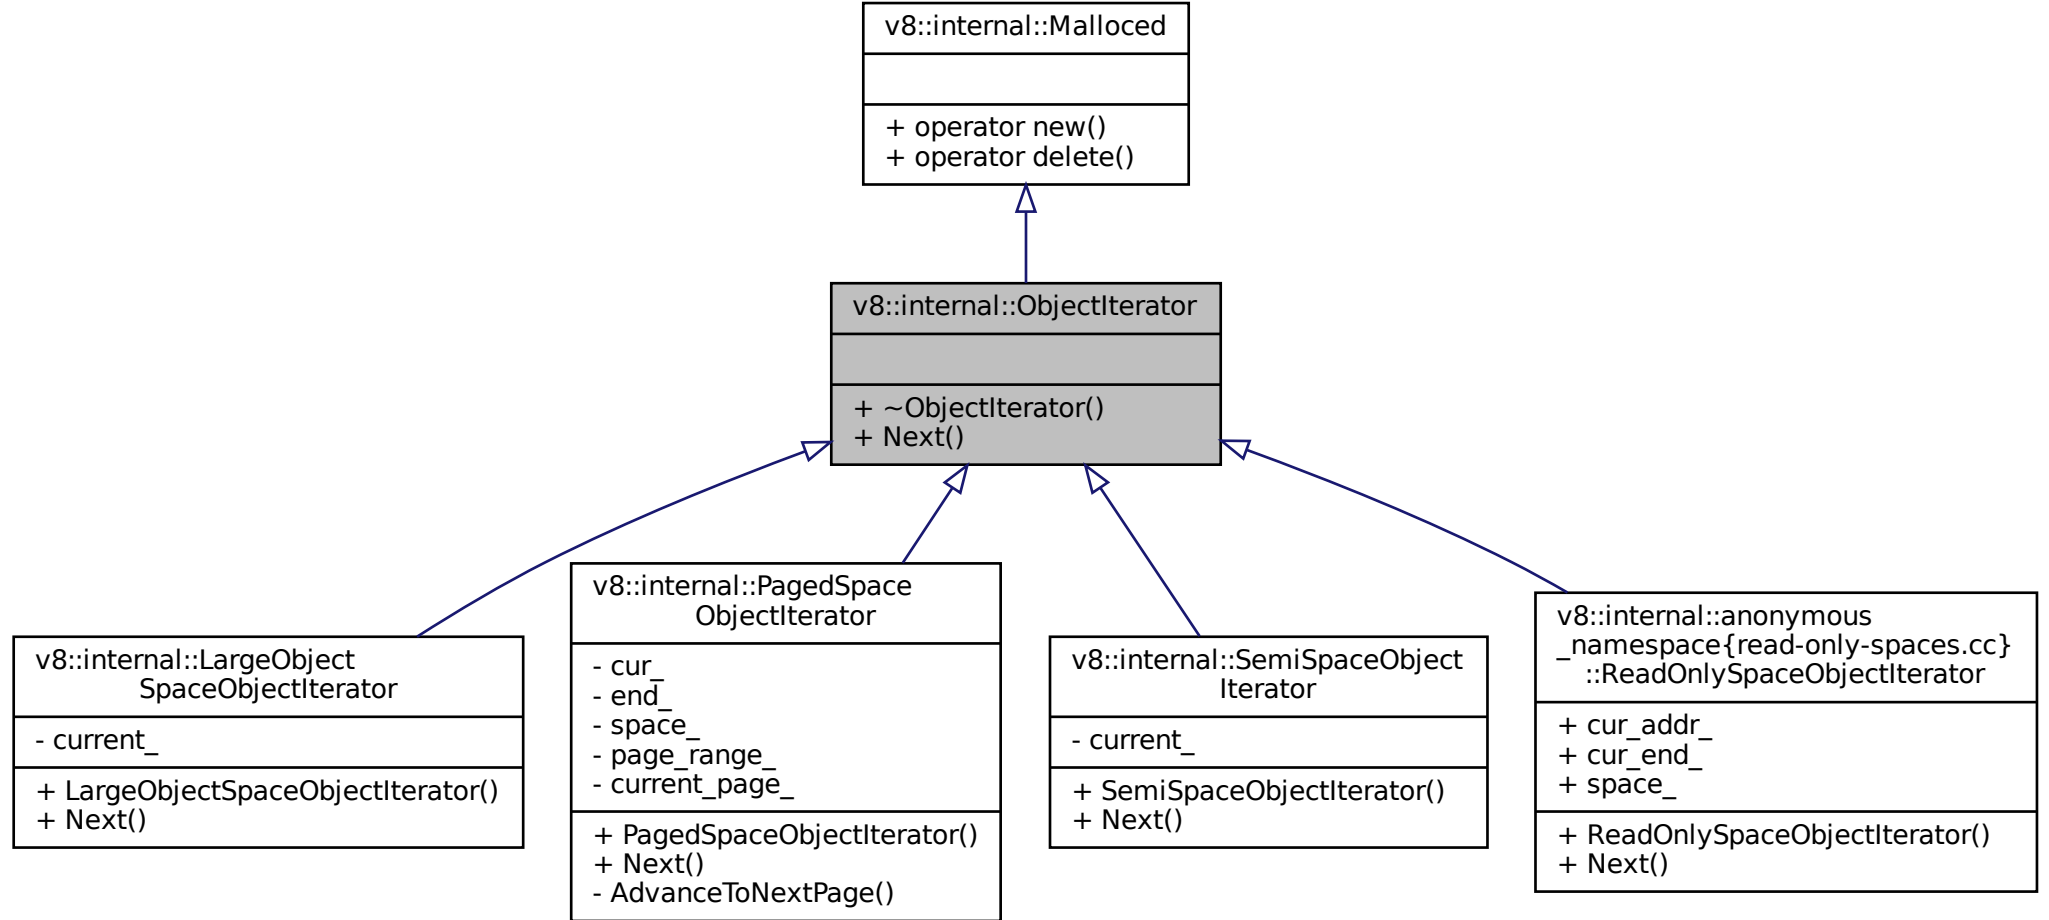 v8::internal::Malloced
+ operator new()
+ operator delete()
v8::internal::ObjectIterator
+ ~ObjectIterator()
+ Next()
v8::internal::LargeObject
SpaceObjectIterator
- current_
+ LargeObjectSpaceObjectIterator()
+ Next()
v8::internal::PagedSpace
ObjectIterator
- cur_
- end_
- space_
- page_range_
- current_page_
+ PagedSpaceObjectIterator()
+ Next()
- AdvanceToNextPage()
v8::internal::SemiSpaceObject
Iterator
- current_
+ SemiSpaceObjectIterator()
+ Next()
v8::internal::anonymous
_namespace{read-only-spaces.cc}
::ReadOnlySpaceObjectIterator
+ cur_addr_
+ cur_end_
+ space_
+ ReadOnlySpaceObjectIterator()
+ Next()